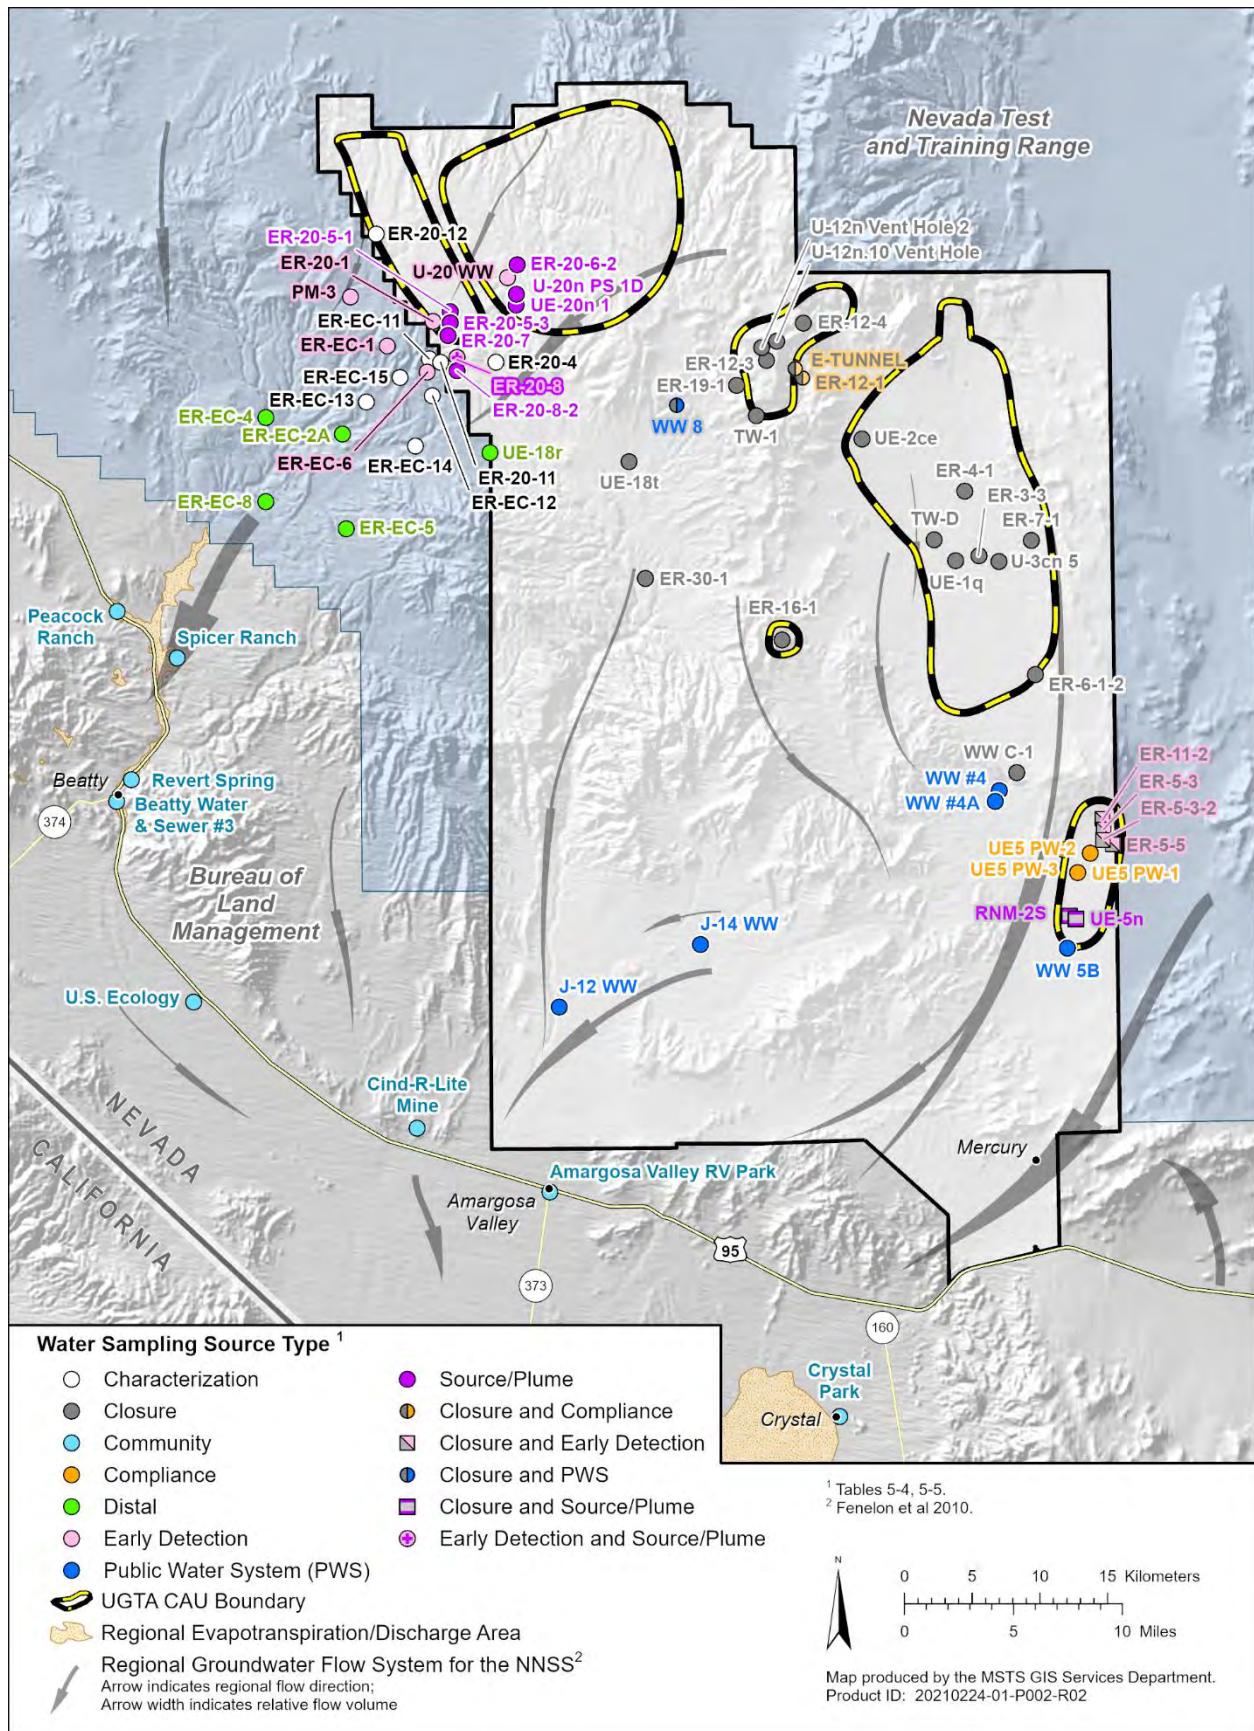 Nevada Test
and Training Range
U-12n Vent Hole 2
U-12n.10 Vent Hole
ER-20-5-1
ER-20-12
ER-20-1
U-20 WW
ER-20-6-2
U-20n PS 1D
UE-20n 1
PM-3
ER-EC-11
ER-20-5-3
ER-20-7
ER-EC-1
ER-20-4
ER-EC-15
ER-20-8
ER-20-8-2
ER-EC-13
ER-EC-4
ER-EC-2A
ER-EC-6
ER-EC-14
UE-18r
ER-20-11
ER-EC-12
ER-EC-8
ER-EC-5
ER-12-4
ER-12-3
E-TUNNEL
ER-12-1
ER-19-1
WW 8
TW-1
UE-18t
UE-2ce
ER-4-1
ER-3-3
TW-D
ER-7-1
UE-1q
U-3cn 5
ER-30-1
ER-16-1
ER-6-1-2
Peacock
Ranch
Spicer Ranch
WW C-1
WW #4
WW #4A
ER-11-2
ER-5-3
ER-5-3-2
ER-5-5
UE5 PW-2
UE5 PW-3
UE5 PW-1
RNM-2S
UE-5n
WW 5B
Beatty
Revert Spring
Beatty Water
& Sewer #3
374
Bureau of
Land
Management
J-14 WW
J-12 WW
U.S. Ecology
Cind-R-Lite
Mine
NEVADA
CALIFORNIA
Mercury
Amargosa Valley RV Park
Amargosa
Valley
95
373
160
Crystal
Park
Crystal
Water Sampling Source Type 1
Characterization
Closure
Community
Compliance
Distal
Early Detection
Public Water System (PWS)
Source/Plume
Closure and Compliance
Closure and Early Detection
Closure and PWS
Closure and Source/Plume
Early Detection and Source/Plume
UGTA CAU Boundary
Regional Evapotranspiration/Discharge Area
Regional Groundwater Flow System for the NNSS2
Arrow indicates regional flow direction;
Arrow width indicates relative flow volume
1 Tables 5-4, 5-5.
2 Fenelon et al 2010.
N
0 5 10 15 Kilometers
0 5 10 Miles
Map produced by the MSTS GIS Services Department.
Product ID: 20210224-01-P002-R02